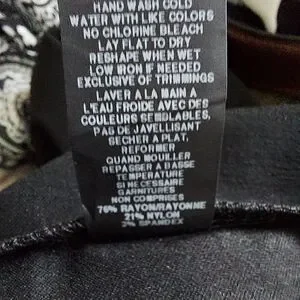 HAND WASH COLD
WATER WITH LIKE COLORS
NO CHLORINE BLEACH
LAY FLAT TO DRY
RESHAPE WHEN WET
LOW IRON IF NEEDED
EXCLUSIVE OF TRIMMINGS
LAVER A LA MAIN A
L'EAU FROIDE AVEC DES
COULEURS SEMBLABLES,
PAS DE JAVELLISANT
SECHER A PLAT,
REFORMER
QUAND MOUILLER
REPASSER A BASSE
TEMPERATURE
SI NECESSAIRE
GARNITURES
NON COMPRISES
76% RAYON/RAYONNE
21% NYLON
3% SPANDEX